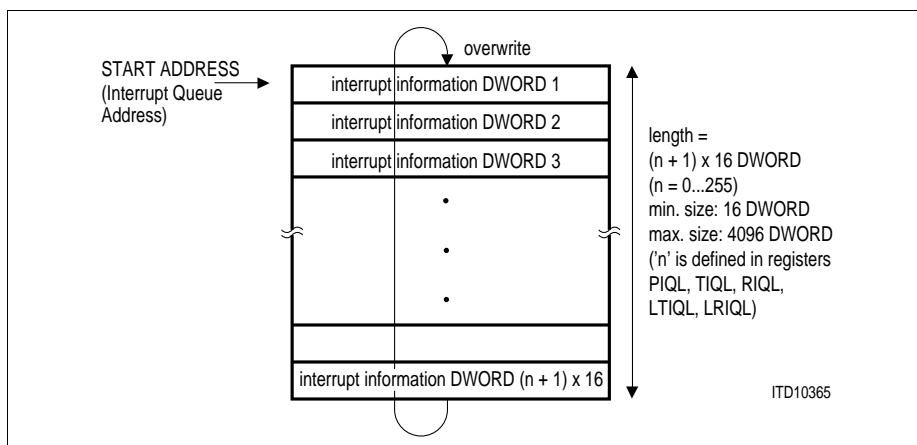 overwrite
START ADDRESS
(Interrupt Queue
Address)
interrupt information DWORD 1
interrupt information DWORD 2
interrupt information DWORD 3
interrupt information DWORD (n + 1) x 16
length =
(n + 1) x 16 DWORD
(n = 0...255)
min. size: 16 DWORD
max. size: 4096 DWORD
('n' is defined in registers
PIQL, TIQL, RIQL,
LTIQL, LRIQL)
ITD10365